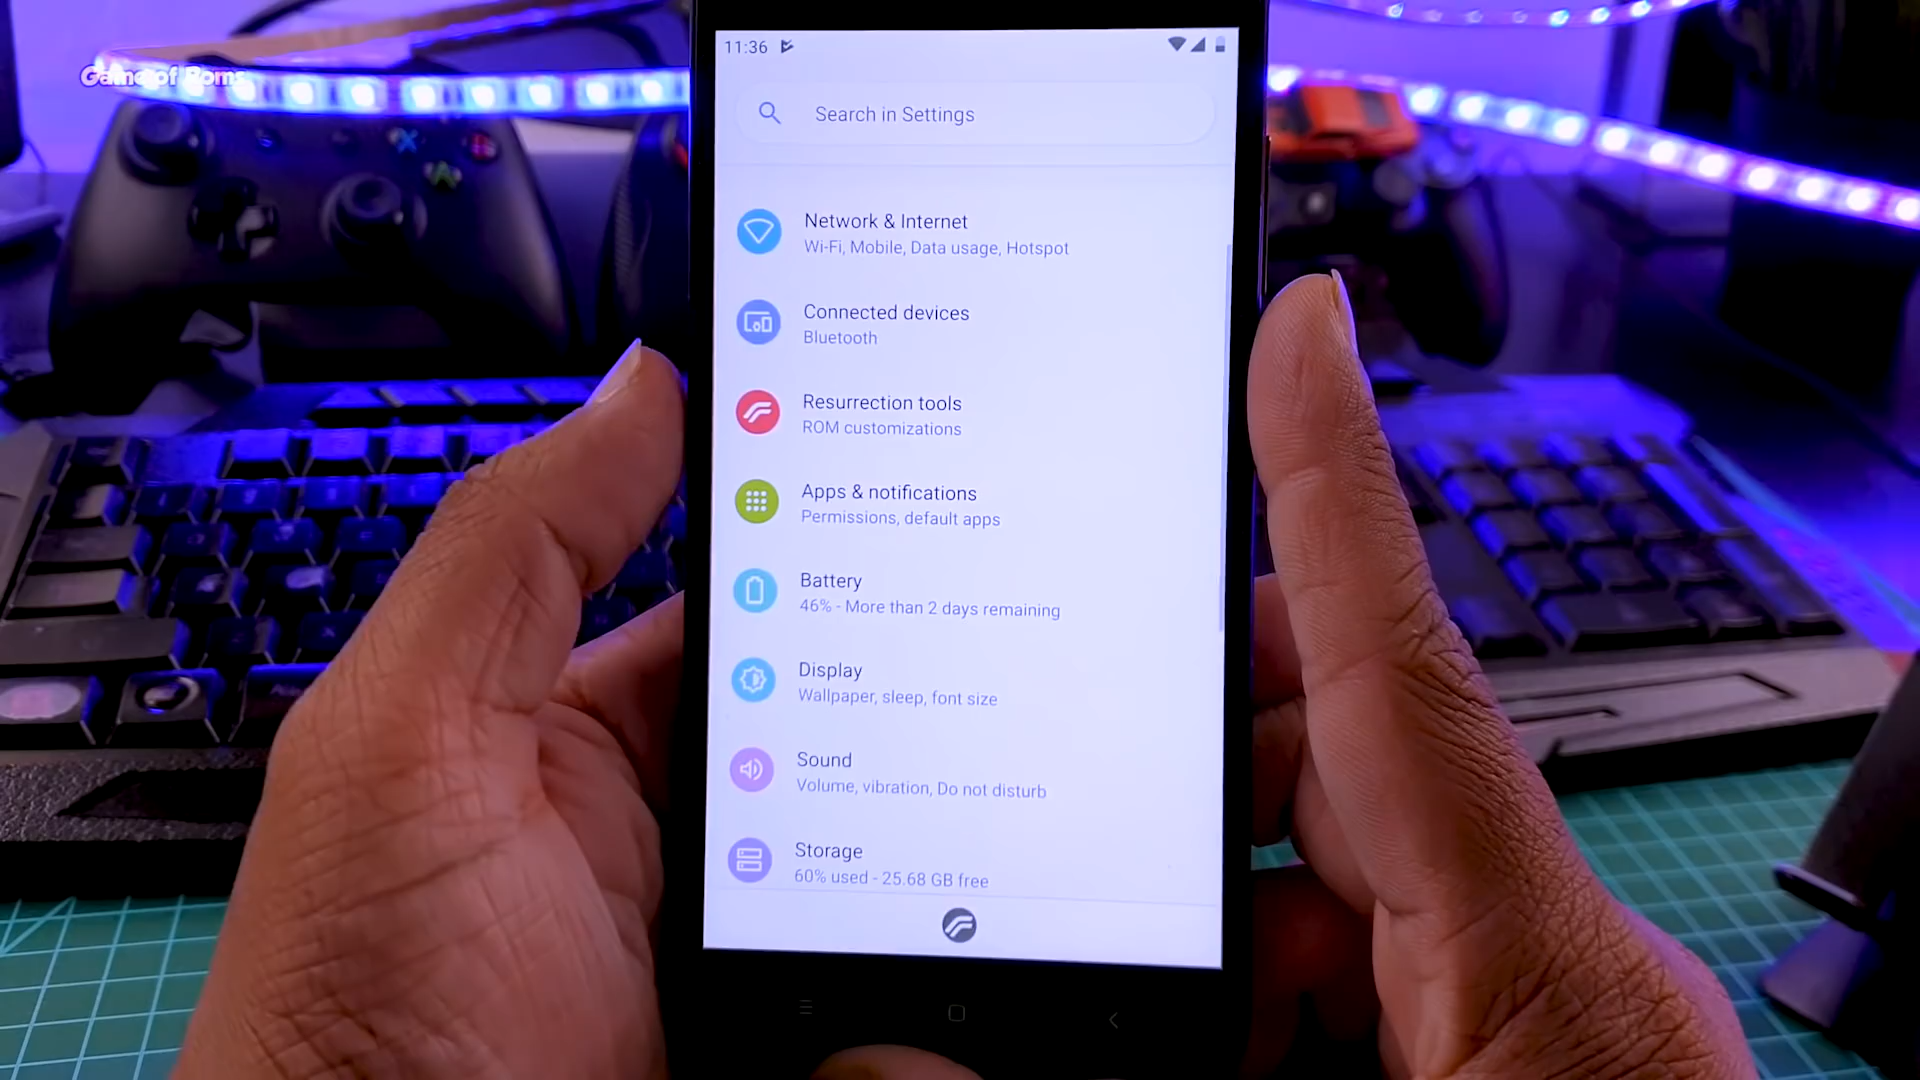 Game of Roms
11:36
Search in Settings
Network & Internet
Wi-Fi, Mobile, Data usage, Hotspot
Connected devices
Bluetooth
Resurrection tools
ROM customizations
Apps & notifications
Permissions, default apps
Battery
46% - More than 2 days remaining
Display
Wallpaper, sleep, font size
Sound
Volume, vibration, Do not disturb
Storage
60% used - 25.68 GB free